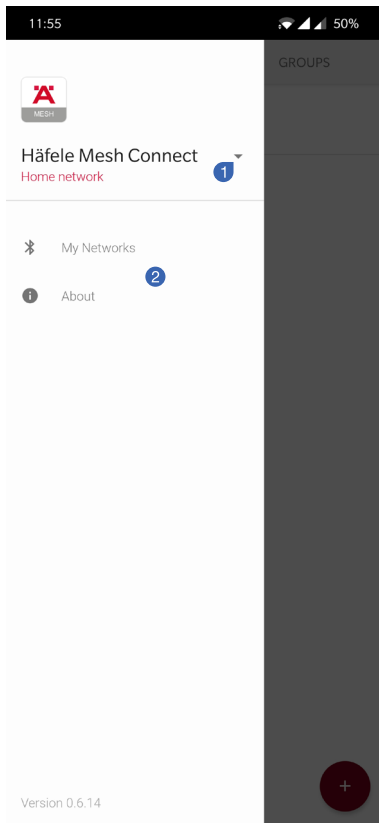 11:55
50%
GROUPS
MESH
Häfele Mesh Connect
1
Home network
My Networks
2
About
Version 0.6.14
+